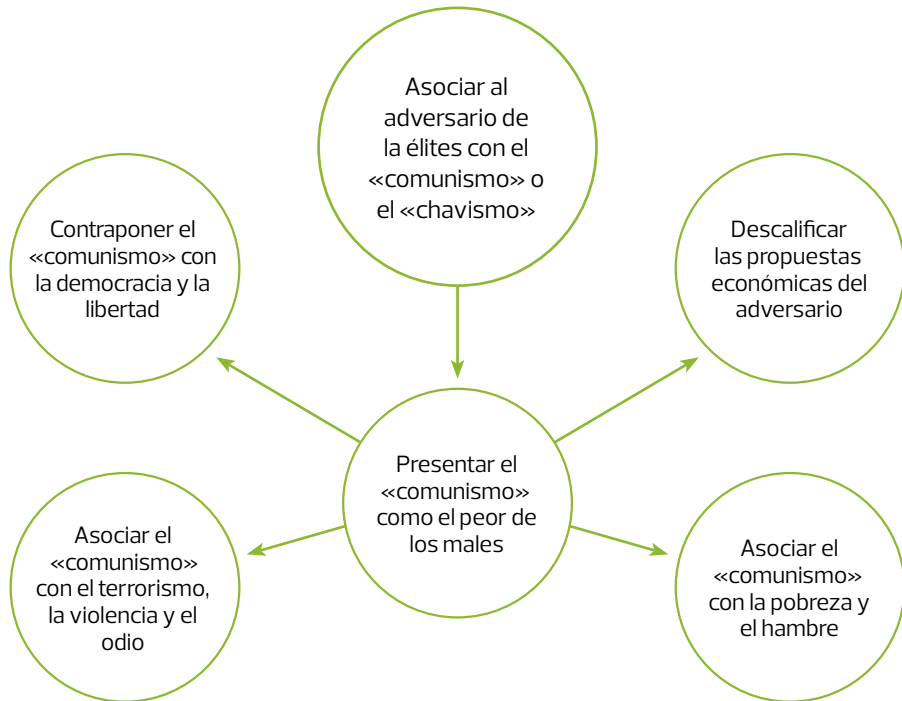 Asociar al
adversario de
la élites con el
«comunismo» o
el «chavismo»
Contraponer el
«comunismo» con
la democracia y la
libertad
Descalificar
las propuestas
económicas del
adversario
Presentar el
«comunismo»
como el peor de
los males
Asociar el
«comunismo»
con el terrorismo,
la violencia y el
odio
Asociar el
«comunismo»
con la pobreza y
el hambre